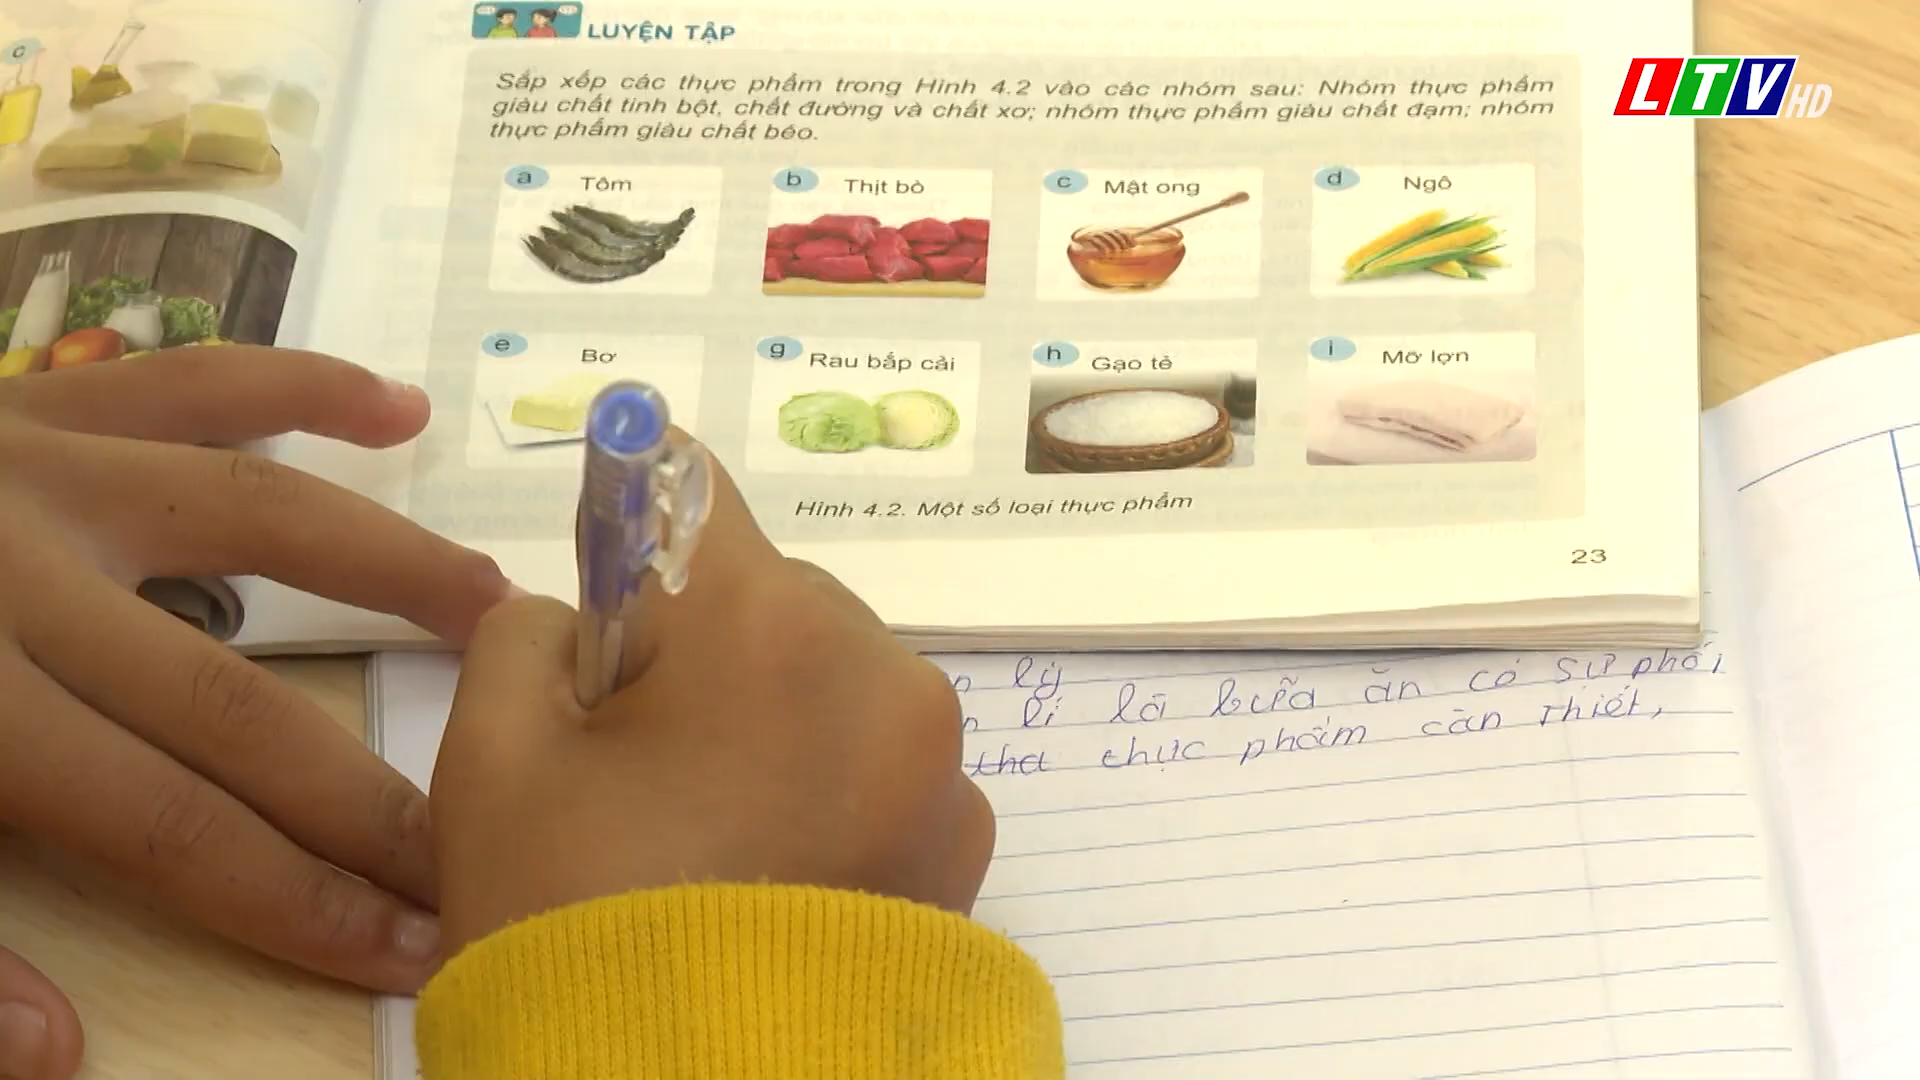 c
LUYỆN TẬP
LTV HD
Sắp xếp các thực phẩm trong Hình 4.2 vào các nhóm sau: Nhóm thực phẩm
giàu chất tinh bột, chất đường và chất xơ; nhóm thực phẩm giàu chất đạm; nhóm
thực phẩm giàu chất béo.
a Tôm
b Thịt bò
c Mật ong
d Ngô
e Bơ
g Rau bắp cải
h Gạo tẻ
i Mỡ lợn
Hình 4.2. Một số loại thực phẩm
23
lý
lí là bữa ăn có sự phối
tha thực phẩm cần thiết,